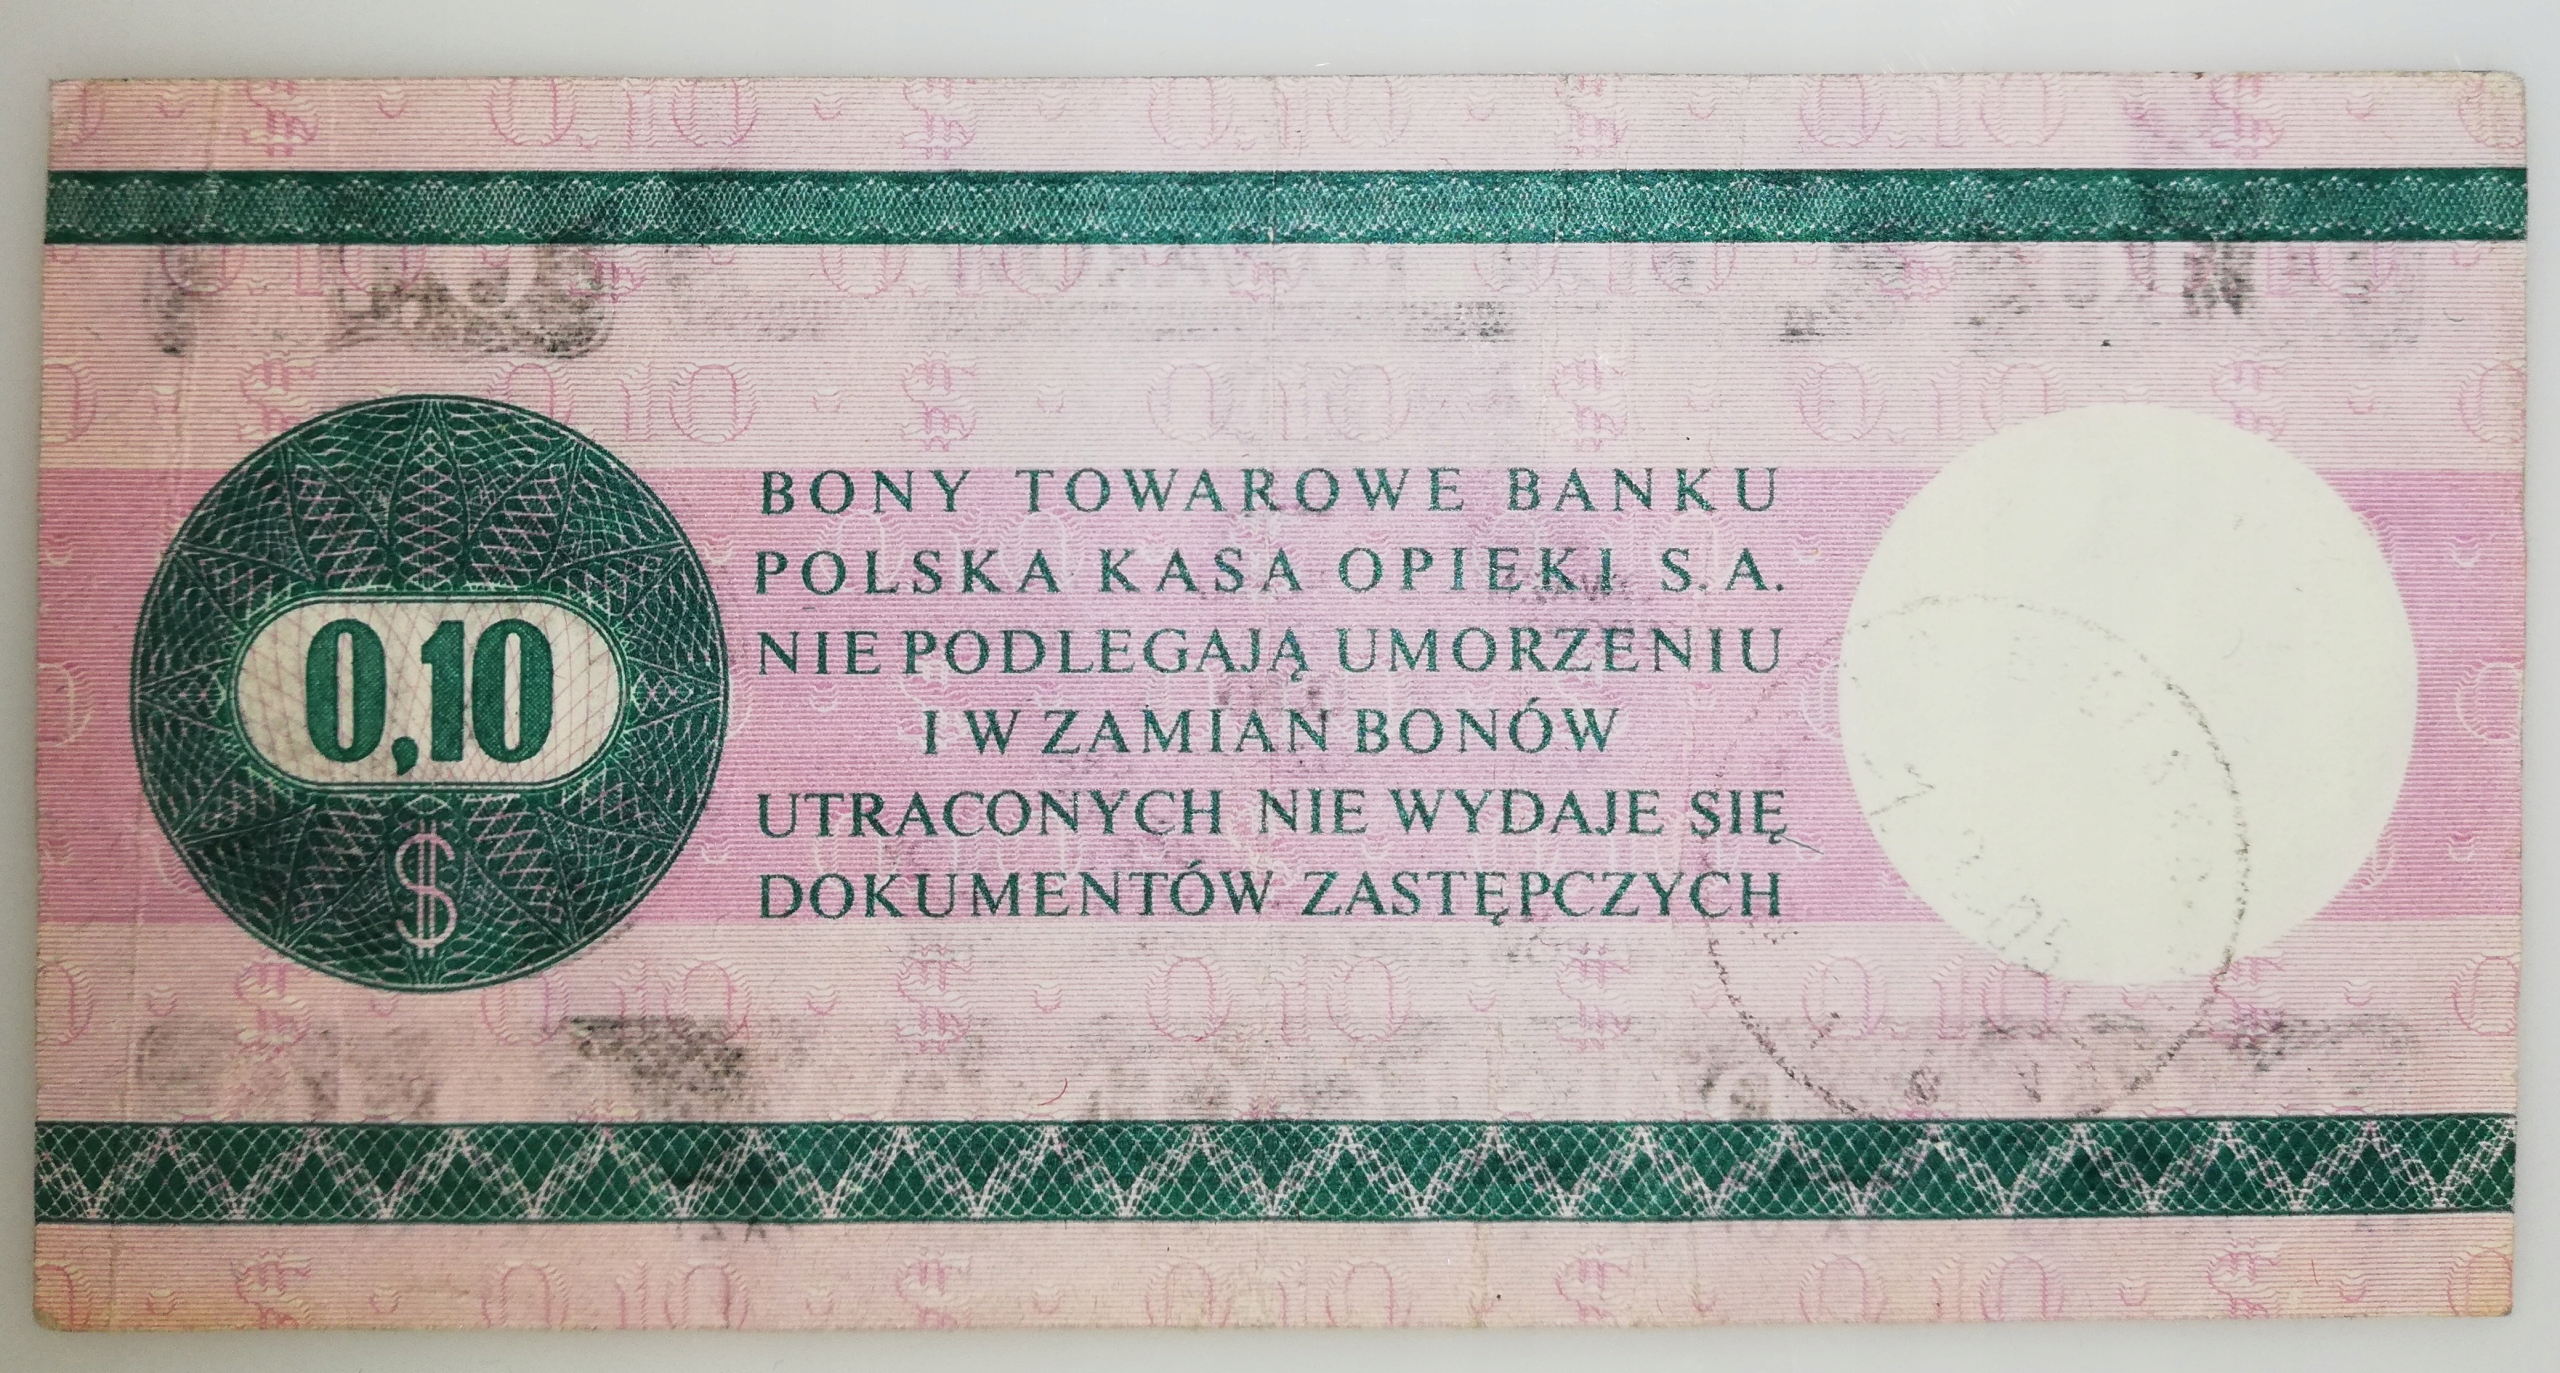 BONY TOWAROWE BANKU
POLSKA KASA OPIEKI S.A.
NIE PODLEGAJĄ UMORZENIU
I W ZAMIAN BONÓW
UTRACONYCH NIE WYDAJE SIĘ
DOKUMENTÓW ZASTĘPCZYCH
0,10
$